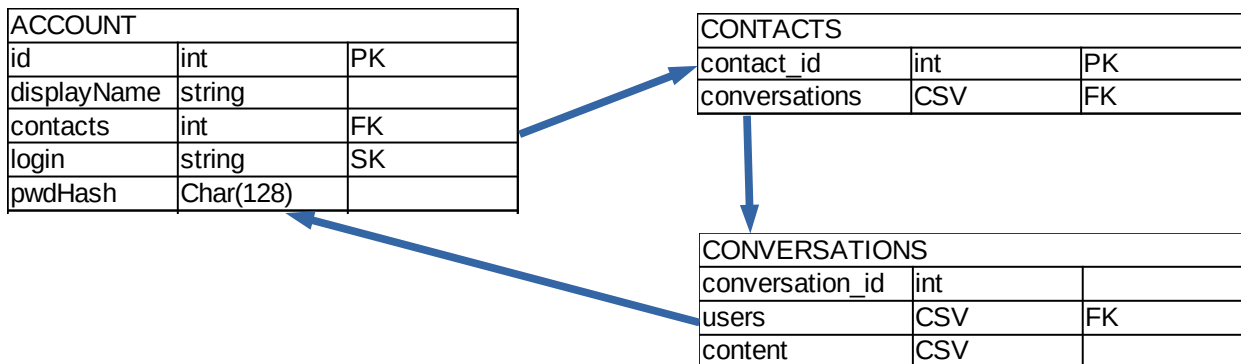 ACCOUNT
id int PK
displayName string
contacts int FK
login string SK
pwdHash Char(128)
CONTACTS
contact_id int PK
conversations CSV FK
CONVERSATIONS
conversation_id int
users CSV FK
content CSV